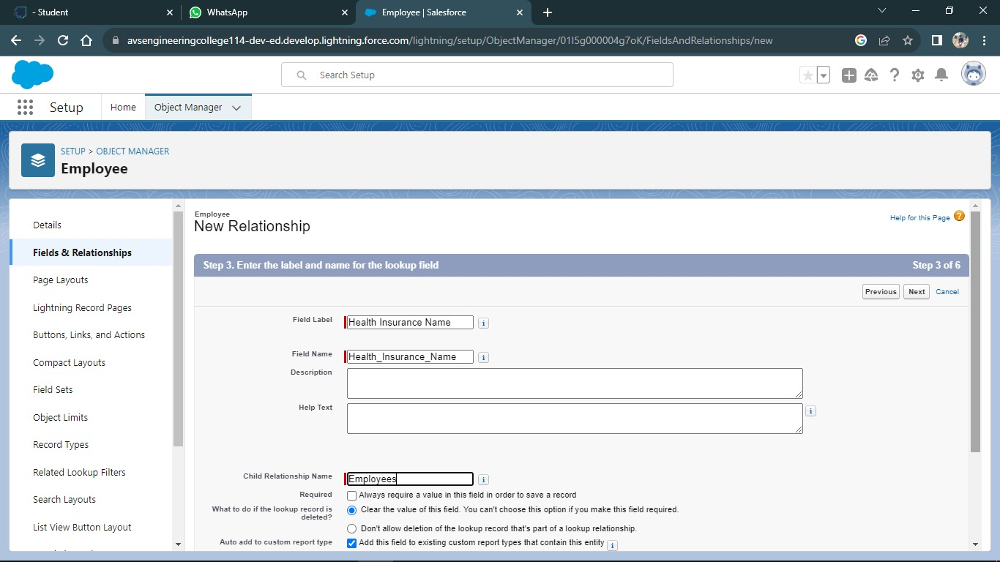 - Student
WhatsApp
Employee | Salesforce
avsengineeringcollege114-dev-ed.develop.lightning.force.com/lightning/setup/ObjectManager/01I5g000004g7oK/FieldsAndRelationships/new
Search Setup
Setup
Home
Object Manager
SETUP > OBJECT MANAGER
Employee
Details
Fields & Relationships
Page Layouts
Lightning Record Pages
Buttons, Links, and Actions
Compact Layouts
Field Sets
Object Limits
Record Types
Related Lookup Filters
Search Layouts
List View Button Layout
Employee
New Relationship
Help for this Page
Step 3. Enter the label and name for the lookup field
Step 3 of 6
Previous Next Cancel
Field Label Health Insurance Name
Field Name Health_Insurance_Name
Description
Help Text
Child Relationship Name Employees
Required Always require a value in this field in order to save a record
What to do if the lookup record is deleted?
Clear the value of this field. You can't choose this option if you make this field required.
Don't allow deletion of the lookup record that's part of a lookup relationship.
Auto add to custom report type Add this field to existing custom report types that contain this entity